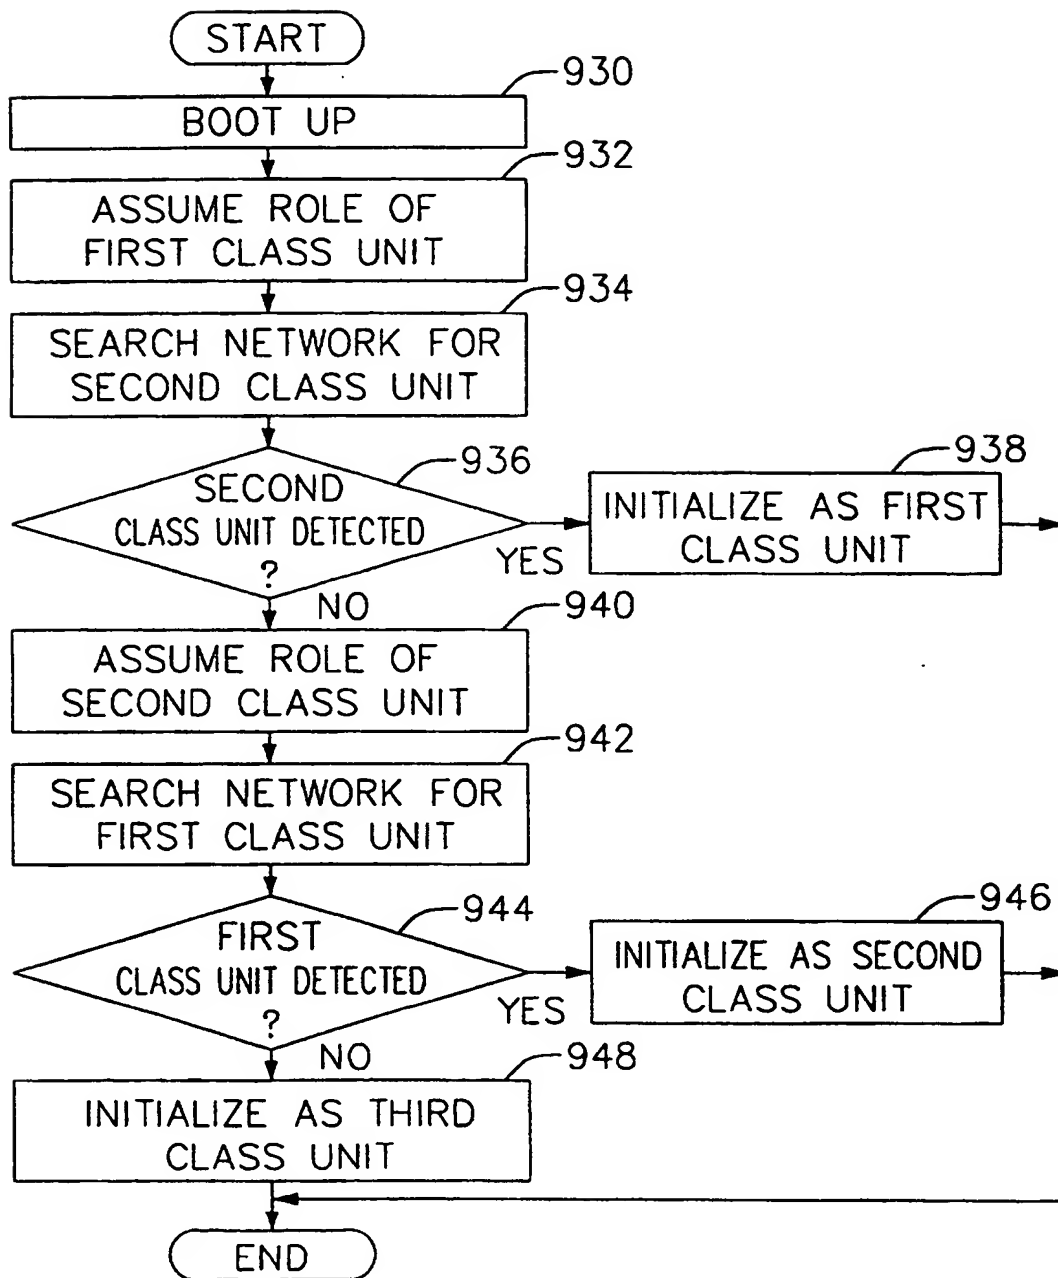 START
930
BOOT UP
932
ASSUME ROLE OF
FIRST CLASS UNIT
934
SEARCH NETWORK FOR
SECOND CLASS UNIT
936
SECOND
CLASS UNIT DETECTED
?
YES
NO
938
INITIALIZE AS FIRST
CLASS UNIT
940
ASSUME ROLE OF
SECOND CLASS UNIT
942
SEARCH NETWORK FOR
FIRST CLASS UNIT
944
FIRST
CLASS UNIT DETECTED
?
YES
NO
946
INITIALIZE AS SECOND
CLASS UNIT
948
INITIALIZE AS THIRD
CLASS UNIT
END